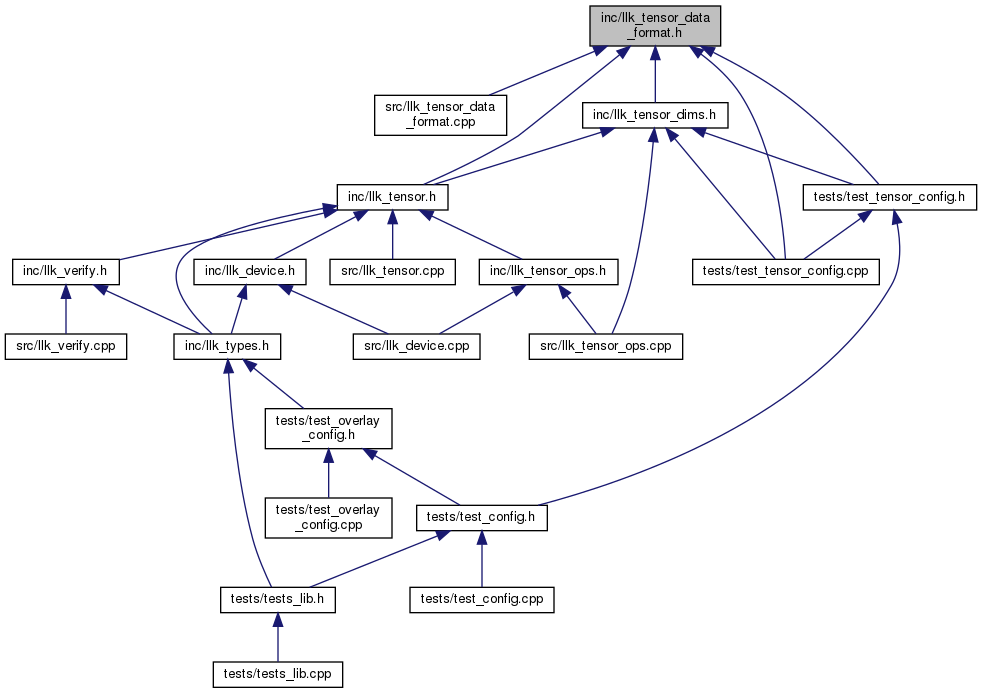 inc/llk_tensor_data
_format.h
src/llk_tensor_data
_format.cpp
inc/llk_tensor_dims.h
inc/llk_tensor.h
tests/test_tensor_config.h
inc/llk_verify.h
inc/llk_device.h
src/llk_tensor.cpp
inc/llk_tensor_ops.h
tests/test_tensor_config.cpp
src/llk_verify.cpp
inc/llk_types.h
src/llk_device.cpp
src/llk_tensor_ops.cpp
tests/test_overlay
_config.h
tests/test_overlay
_config.cpp
tests/test_config.h
tests/tests_lib.h
tests/test_config.cpp
tests/tests_lib.cpp